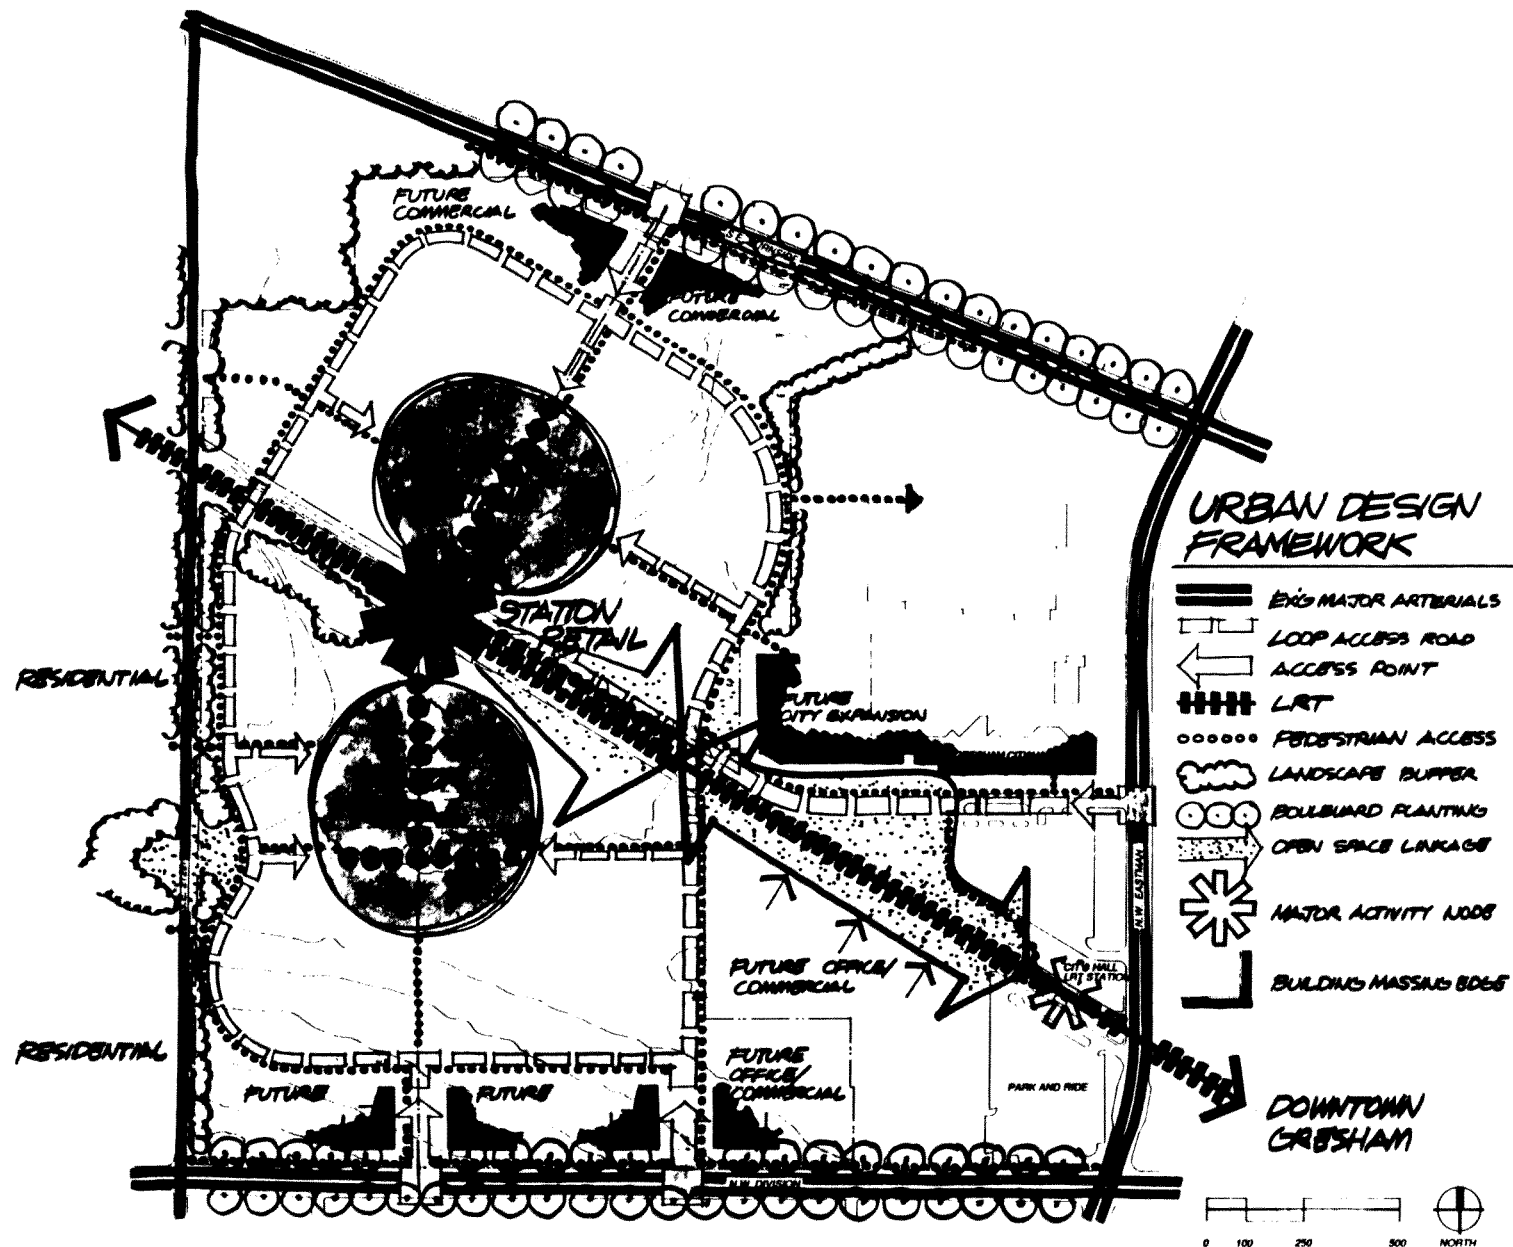 FUTURE
COMMERCIAL
FUTURE
COMMERCIAL
STATION
RETAIL
RESIDENTIAL
FUTURE
CITY EXPANSION
URBAN DESIGN
FRAMEWORK
EX'G MAJOR ARTERIALS
LOOP ACCESS ROAD
ACCESS POINT
LRT
PEDESTRIAN ACCESS
LANDSCAPE BUFFER
BOULEVARD PLANTING
OPEN SPACE LINKAGE
MAJOR ACTIVITY NODE
BUILDING MASSING EDGE
N.W. EASTMAN
FUTURE OFFICE/
COMMERCIAL
CITY HALL
LRT STATION
RESIDENTIAL
FUTURE
FUTURE
FUTURE
OFFICE/
COMMERCIAL
PARK AND RIDE
DOWNTOWN
GRESHAM
N.W. DIVISION
0 100 250 500
NORTH